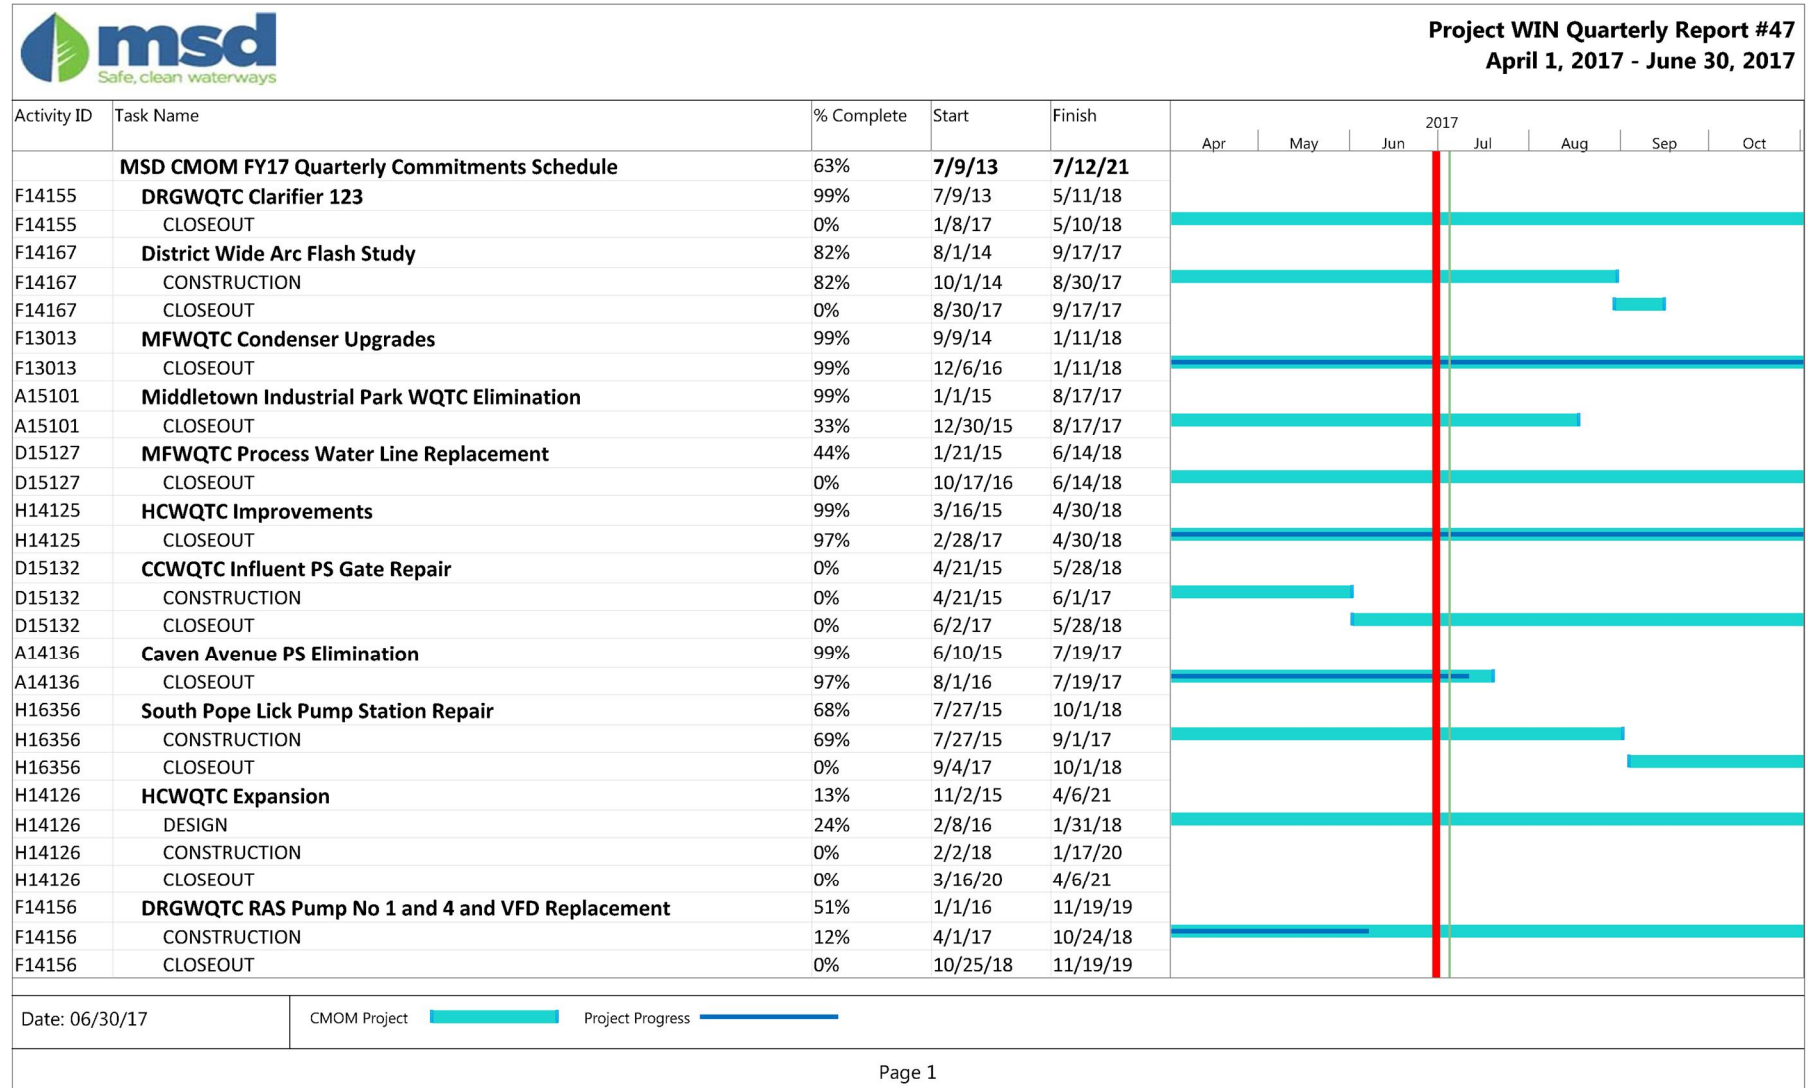 msd
Safe, clean waterways
Project WIN Quarterly Report #47
April 1, 2017 - June 30, 2017
Activity ID Task Name % Complete Start Finish
2017
Apr May Jun Jul Aug Sep Oct
MSD CMOM FY17 Quarterly Commitments Schedule 63% 7/9/13 7/12/21
F14155 DRGWQTC Clarifier 123 99% 7/9/13 5/11/18
F14155 CLOSEOUT 0% 1/8/17 5/10/18
F14167 District Wide Arc Flash Study 82% 8/1/14 9/17/17
F14167 CONSTRUCTION 82% 10/1/14 8/30/17
F14167 CLOSEOUT 0% 8/30/17 9/17/17
F13013 MFWQTC Condenser Upgrades 99% 9/9/14 1/11/18
F13013 CLOSEOUT 99% 12/6/16 1/11/18
A15101 Middletown Industrial Park WQTC Elimination 99% 1/1/15 8/17/17
A15101 CLOSEOUT 33% 12/30/15 8/17/17
D15127 MFWQTC Process Water Line Replacement 44% 1/21/15 6/14/18
D15127 CLOSEOUT 0% 10/17/16 6/14/18
H14125 HCWQTC Improvements 99% 3/16/15 4/30/18
H14125 CLOSEOUT 97% 2/28/17 4/30/18
D15132 CCWQTC Influent PS Gate Repair 0% 4/21/15 5/28/18
D15132 CONSTRUCTION 0% 4/21/15 6/1/17
D15132 CLOSEOUT 0% 6/2/17 5/28/18
A14136 Caven Avenue PS Elimination 99% 6/10/15 7/19/17
A14136 CLOSEOUT 97% 8/1/16 7/19/17
H16356 South Pope Lick Pump Station Repair 68% 7/27/15 10/1/18
H16356 CONSTRUCTION 69% 7/27/15 9/1/17
H16356 CLOSEOUT 0% 9/4/17 10/1/18
H14126 HCWQTC Expansion 13% 11/2/15 4/6/21
H14126 DESIGN 24% 2/8/16 1/31/18
H14126 CONSTRUCTION 0% 2/2/18 1/17/20
H14126 CLOSEOUT 0% 3/16/20 4/6/21
F14156 DRGWQTC RAS Pump No 1 and 4 and VFD Replacement 51% 1/1/16 11/19/19
F14156 CONSTRUCTION 12% 4/1/17 10/24/18
F14156 CLOSEOUT 0% 10/25/18 11/19/19
Date: 06/30/17 CMOM Project Project Progress
Page 1